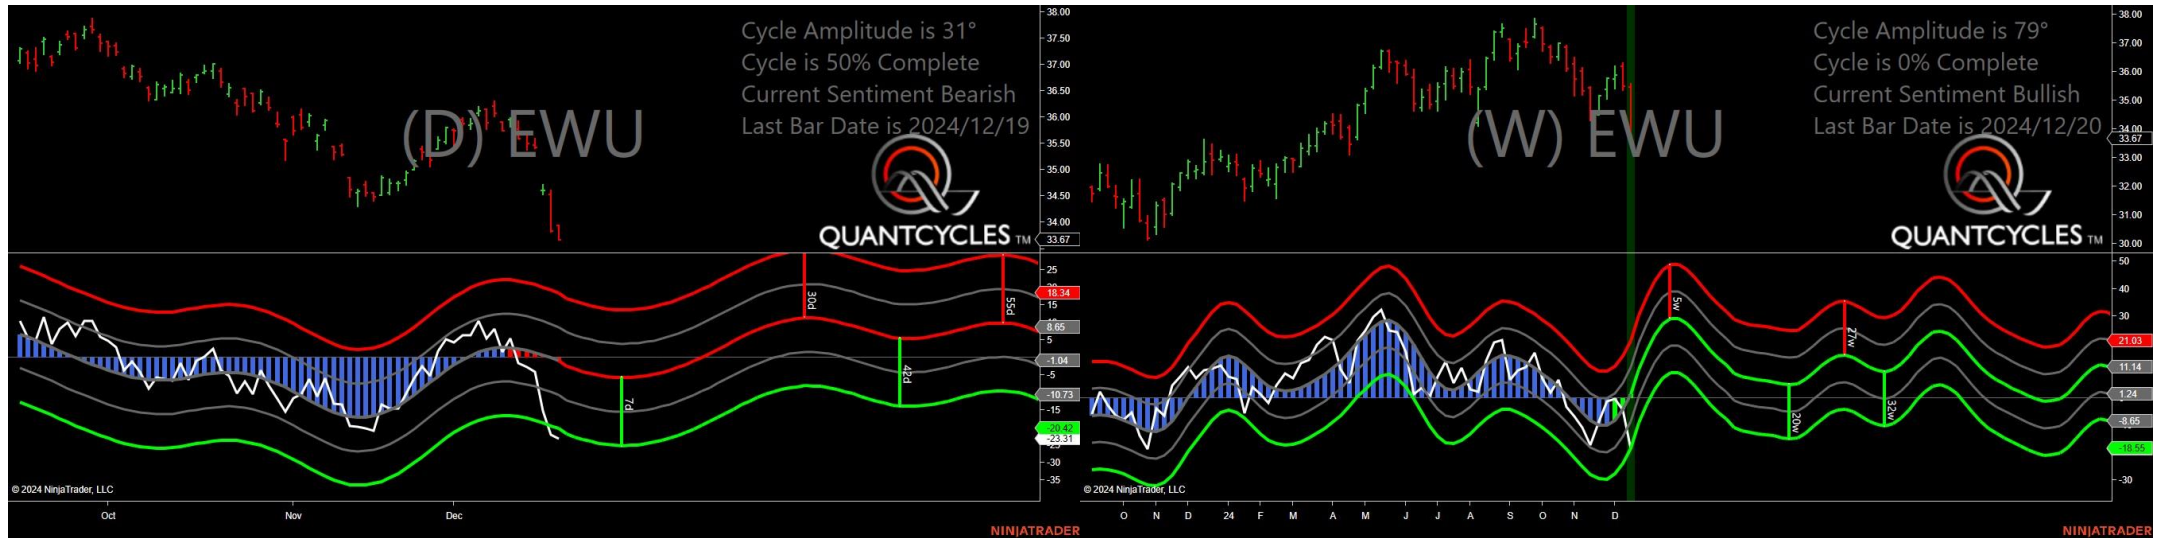 Cycle Amplitude is 31°
Cycle is 50% Complete
Current Sentiment Bearish
Last Bar Date is 2024/12/19
(D) EWU
QUANTCYCLES TM
38.00
37.50
37.00
36.50
36.00
35.50
35.00
34.50
34.00
33.67
25
18.34
15
8.65
5
-1.04
-5
-10.73
-15
-20.42
-23.31
-30
-35
7d
30d
42d
55d
© 2024 NinjaTrader, LLC
Oct
Nov
Dec
NINJATRADER
Cycle Amplitude is 79°
Cycle is 0% Complete
Current Sentiment Bullish
Last Bar Date is 2024/12/20
(W) EWU
QUANTCYCLES TM
38.00
37.00
36.00
35.00
34.00
33.67
33.00
32.00
31.00
30.00
50
40
30
21.03
11.14
1.24
-8.65
-18.55
-30
5w
20w
27w
32w
© 2024 NinjaTrader, LLC
O N D 24 F M A M J J A S O N D
NINJATRADER